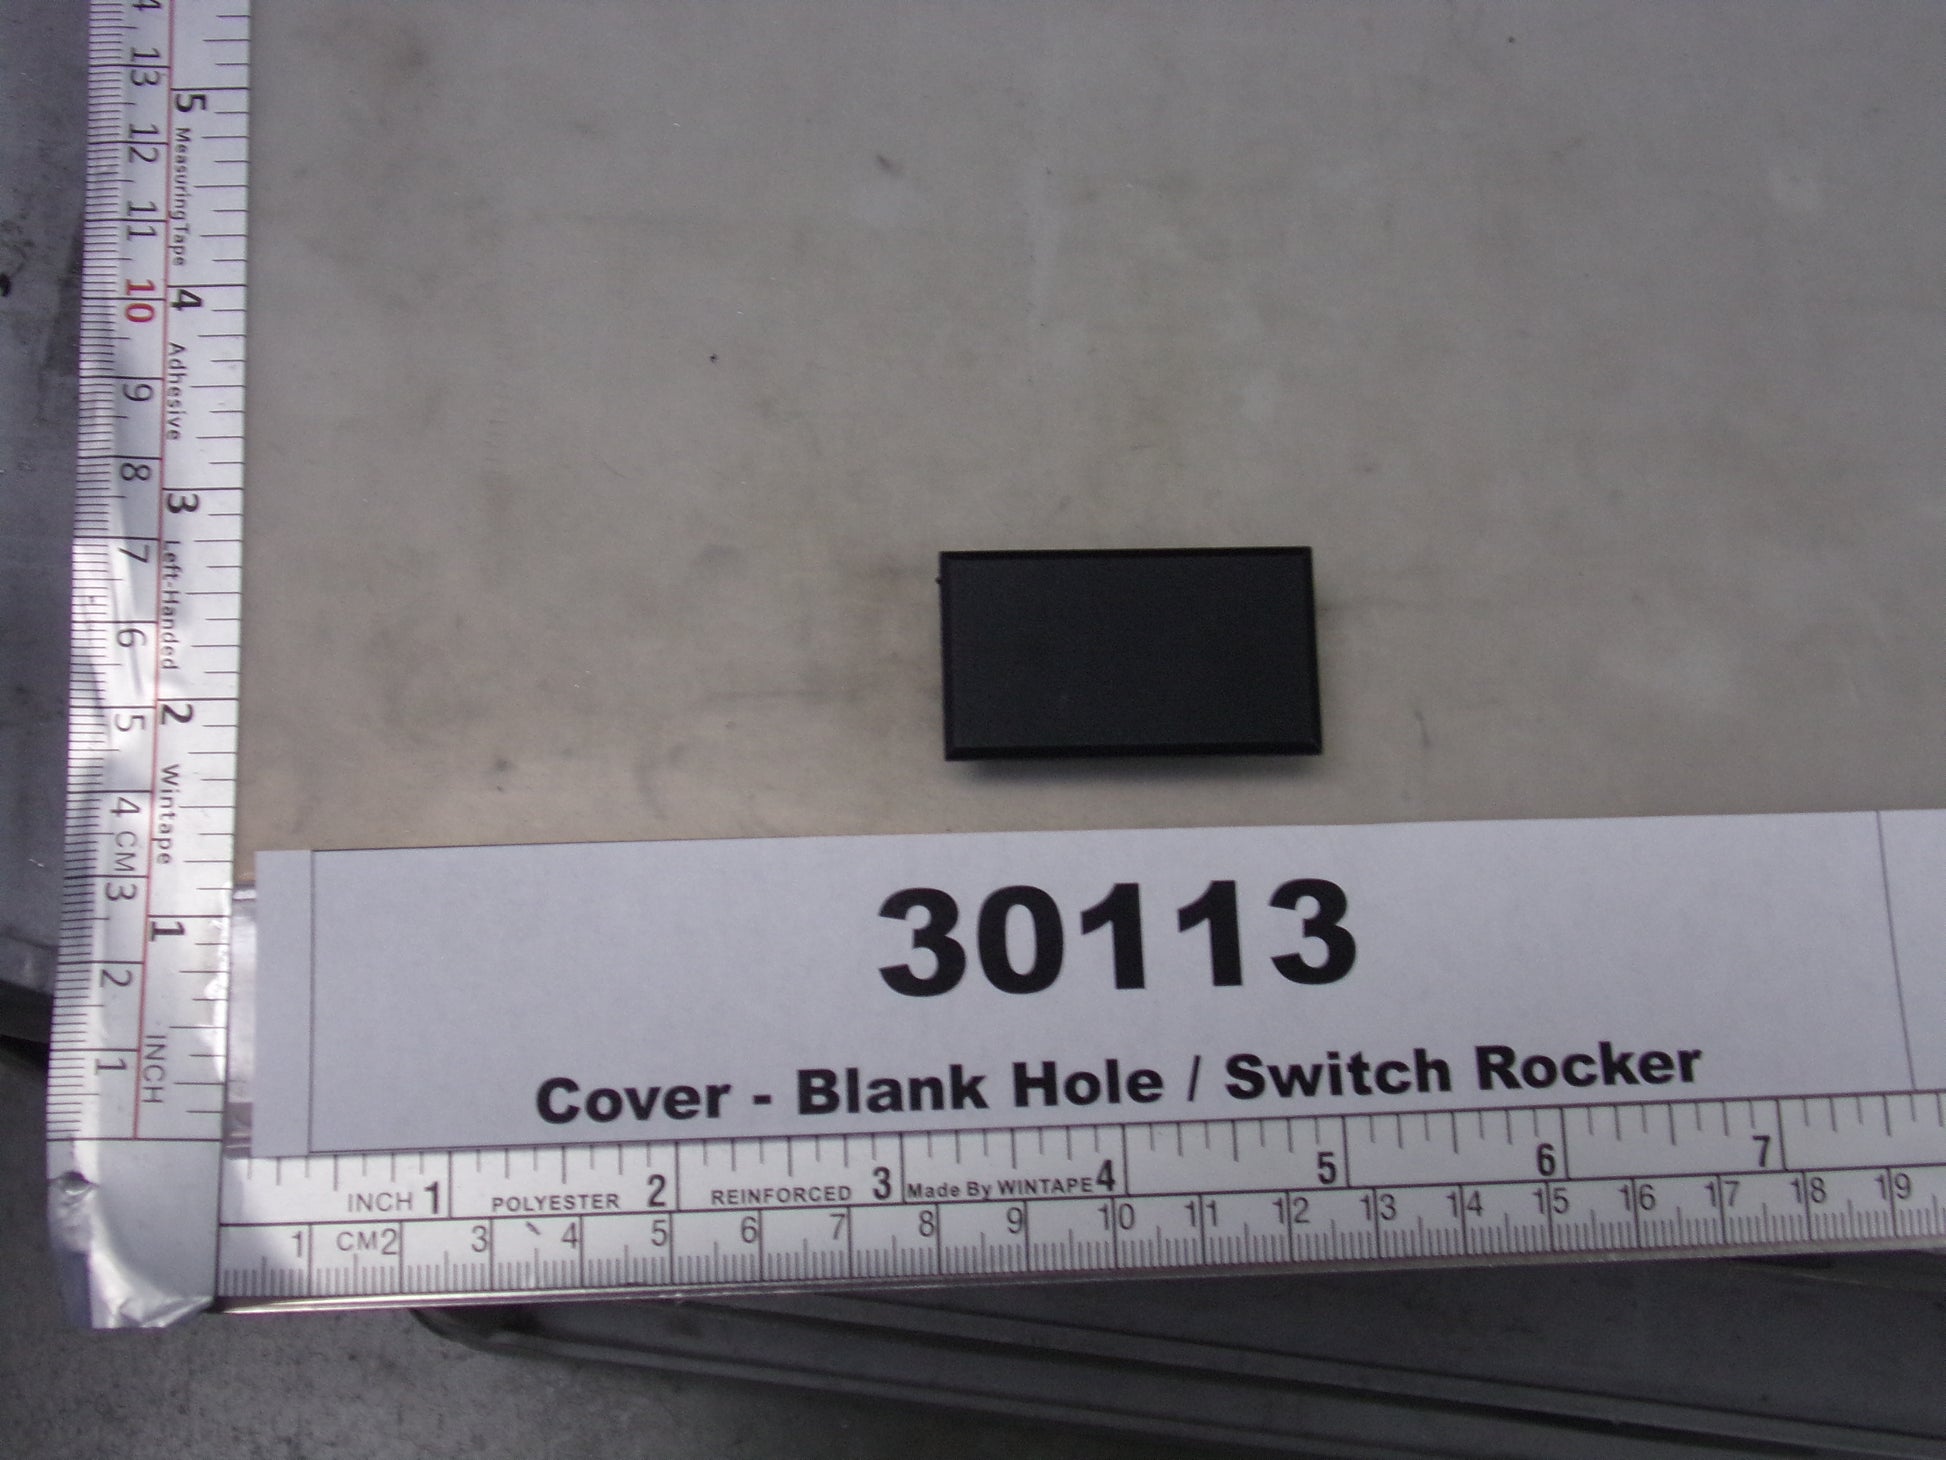 14 13 12 11 10 9 8 7 6 5 4 CM 3 2 1
5 Measuring Tape 4 Adhesive 3 Left-Handed 2 Wintape 1 INCH
30113
Cover - Blank Hole / Switch Rocker
INCH 1 POLYESTER 2 REINFORCED 3 Made By WINTAPE 4 5 6 7
1 CM 2 3 4 5 6 7 8 9 10 11 12 13 14 15 16 17 18 19